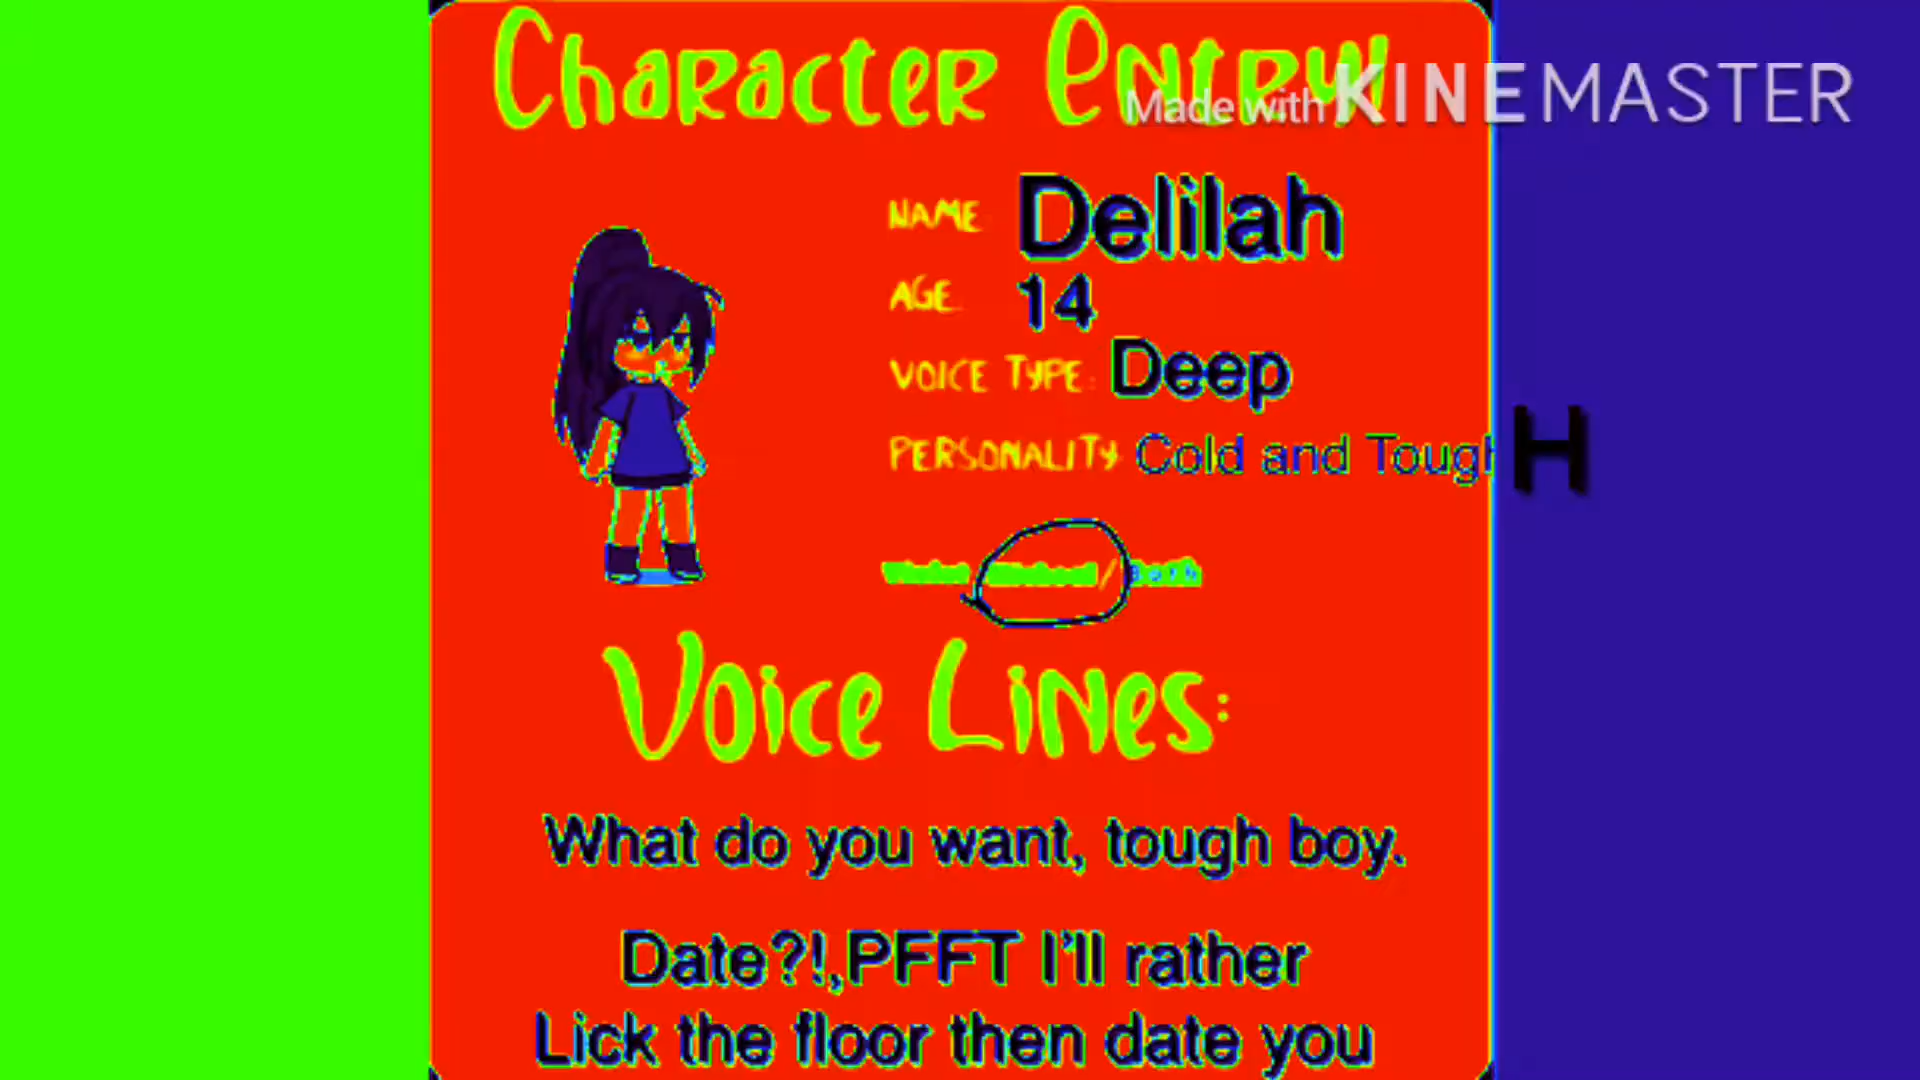 Character Entry
Made with KINEMASTER
NAME: Delilah
AGE: 14
VOICE TYPE: Deep
PERSONALITY: Cold and Tough H
Voice Lines:
What do you want, tough boy.
Date?!,PFFT I'll rather
Lick the floor then date you